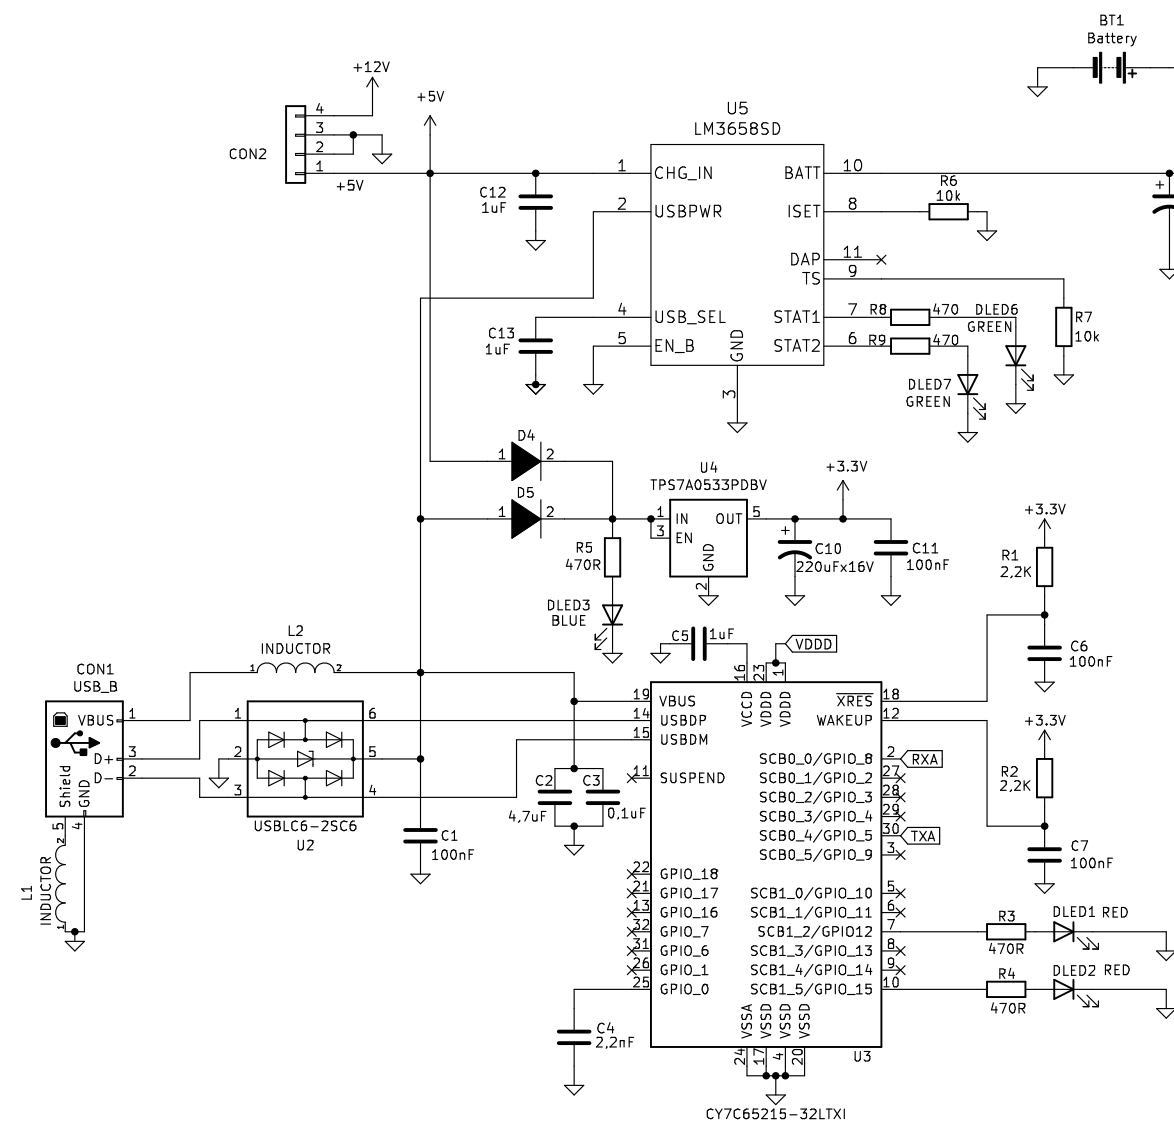 BT1
Battery
+
+12V
+5V
CON2
4
3
2
1
+5V
U5
LM3658SD
1
CHG_IN
2
USBPWR
4
USB_SEL
5
EN_B
BATT
10
ISET
8
DAP
11
TS
9
STAT1
7
STAT2
6
GND
3
C12
1uF
C13
1uF
R6
10k
+
R7
10k
R8
470
R9
470
DLED6
GREEN
DLED7
GREEN
D4
1
2
D5
1
2
U4
TPS7A0533PDBV
1
IN
3
EN
OUT
5
GND
2
+3.3V
+
C10
220uFx16V
C11
100nF
R5
470R
DLED3
BLUE
+3.3V
R1
2,2K
C6
100nF
+3.3V
R2
2,2K
C7
100nF
L2
INDUCTOR
1
2
CON1
USB_B
VBUS
1
D+
3
D-
2
Shield
GND
5
4
L1
INDUCTOR
2
1
1
2
3
6
5
4
USBLC6-2SC6
U2
C1
100nF
C5
1uF
VDDD
16
23
1
VCCD
VDDD
VDDD
19
VBUS
14
USBDP
15
USBDM
11
SUSPEND
C2
4,7uF
C3
0,1uF
22
GPIO_18
21
GPIO_17
13
GPIO_16
32
GPIO_7
31
GPIO_6
26
GPIO_1
25
GPIO_0
C4
2,2nF
XRES
18
WAKEUP
12
SCB0_0/GPIO_8
2
RXA
SCB0_1/GPIO_2
27
SCB0_2/GPIO_3
28
SCB0_3/GPIO_4
29
SCB0_4/GPIO_5
30
TXA
SCB0_5/GPIO_9
3
SCB1_0/GPIO_10
5
SCB1_1/GPIO_11
6
SCB1_2/GPIO12
7
SCB1_3/GPIO_13
8
SCB1_4/GPIO_14
9
SCB1_5/GPIO_15
10
R3
470R
DLED1 RED
R4
470R
DLED2 RED
VSSA
VSSD
VSSD
VSSD
24
17
4
20
U3
CY7C65215-32LTXI